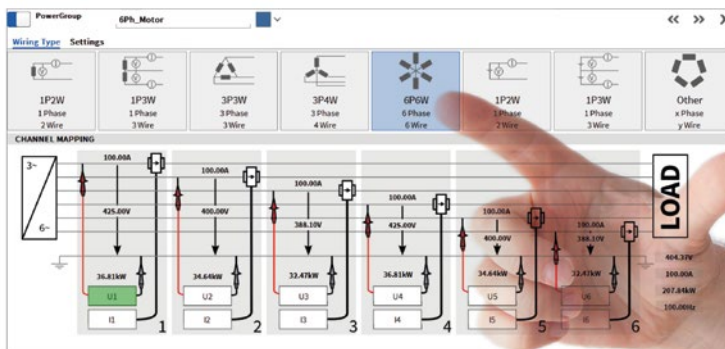 PowerGroup 6Ph_Motor
Wiring Type Settings
1P2W 1P3W 3P3W 3P4W 6P6W 1P2W 1P3W Other
1 Phase 1 Phase 3 Phase 3 Phase 6 Phase 1 Phase 1 Phase x Phase
2 Wire 3 Wire 3 Wire 4 Wire 6 Wire 2 Wire 3 Wire y Wire
CHANNEL MAPPING
3~ 100.00A 100.00A 100.00A 100.00A 100.00A 100.00A LOAD
425.00V 400.00V 388.10V 425.00V 400.00V 388.10V
6~
36.81kW 34.64kW 32.47kW 36.81kW 34.64kW 32.47kW
404.37V
100.00A
207.84kW
100.00Hz
U1 U2 U3 U4 U5 U6
I1 I2 I3 I4 I5 I6
1 2 3 4 5 6